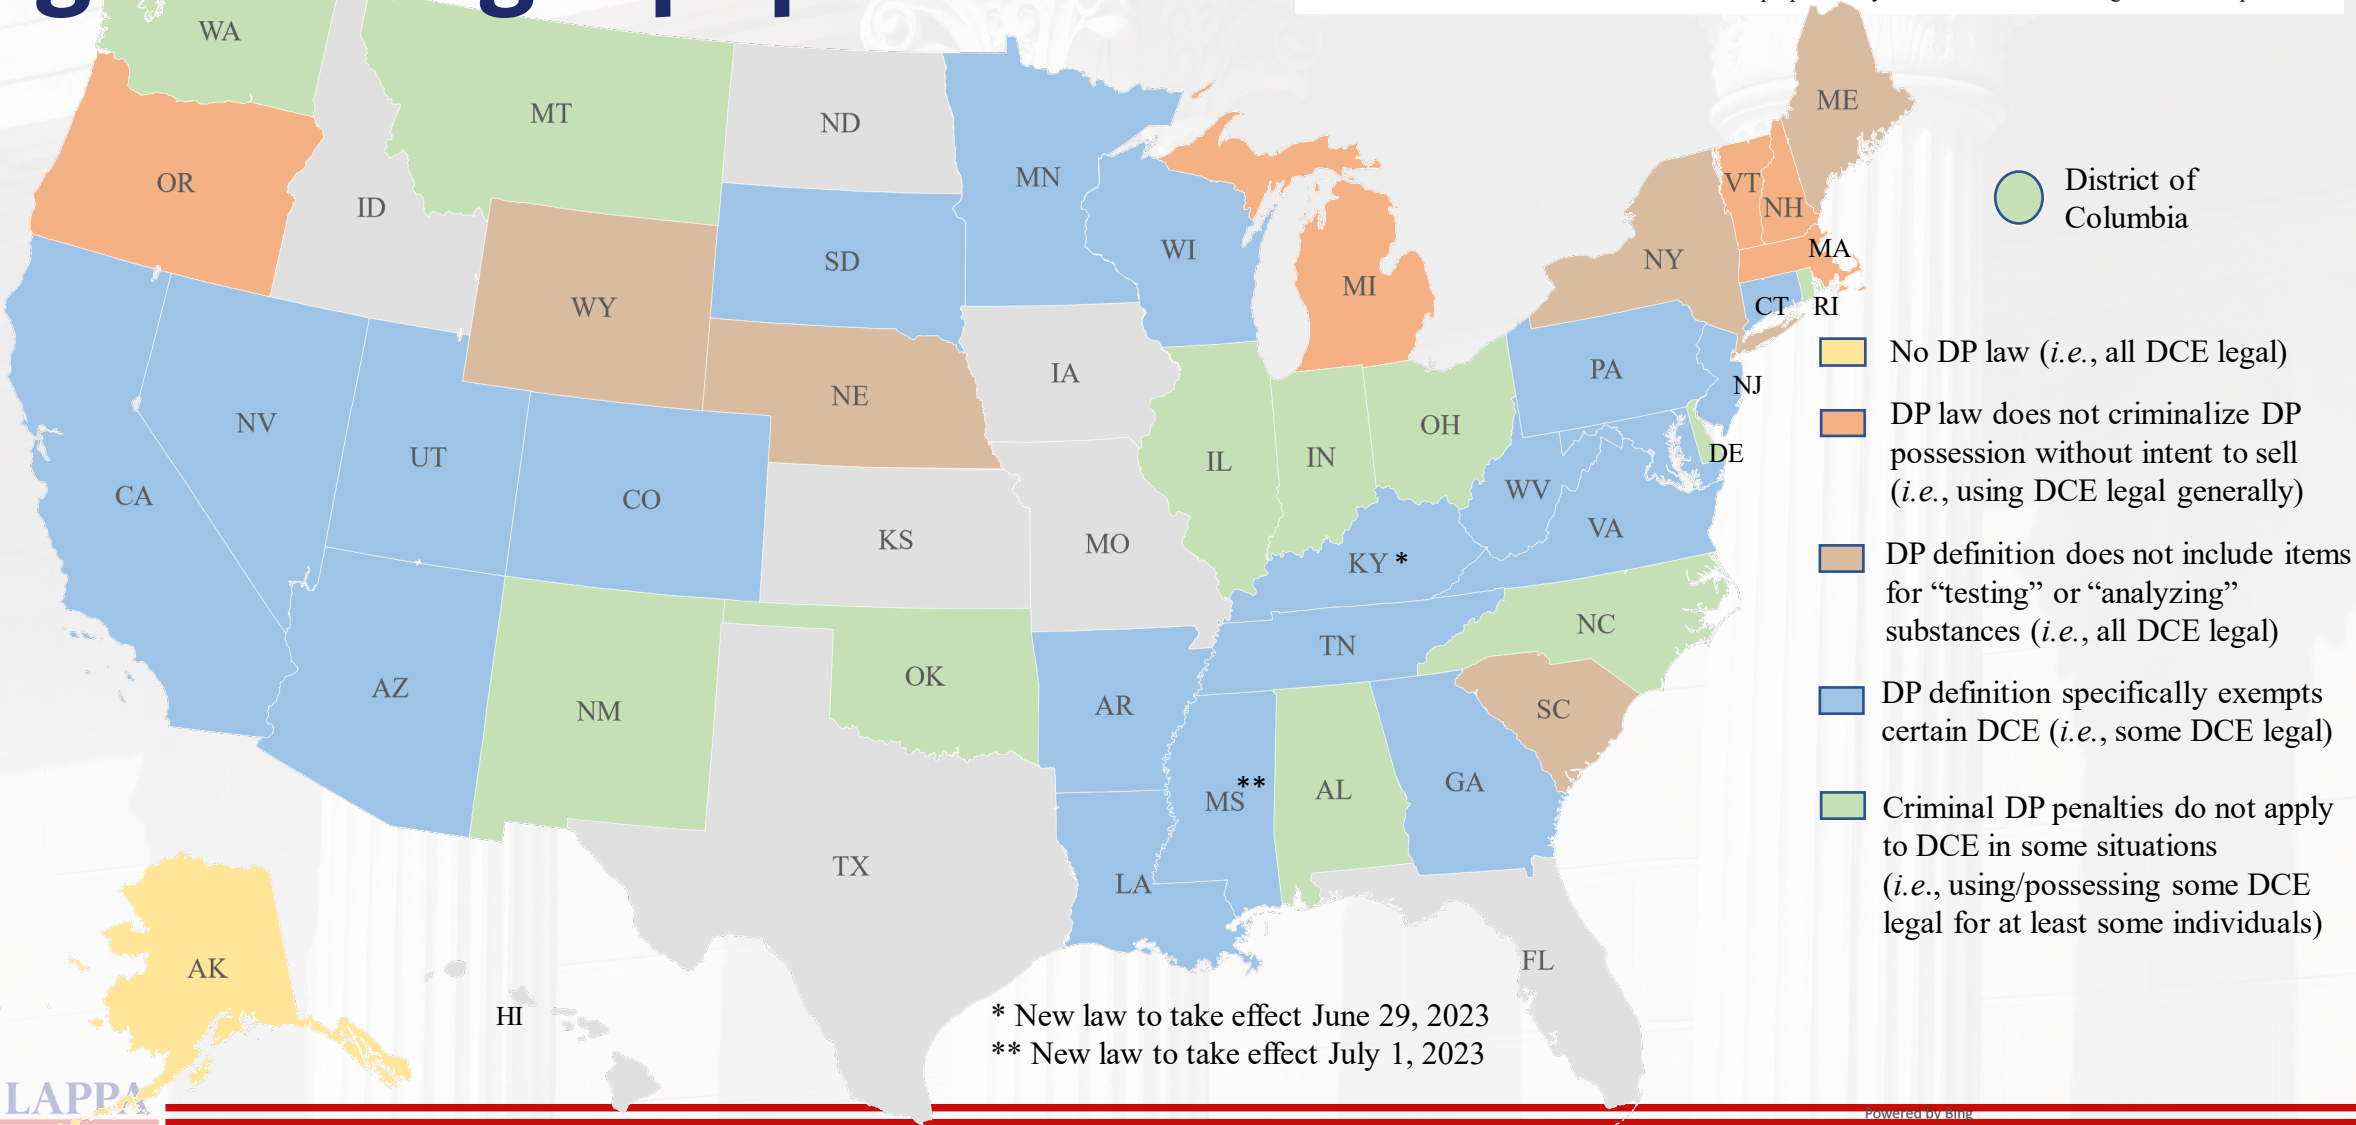 WA
MT
ND
ME
MN
OR
ID
VT
NH
District of
Columbia
SD
WI
NY
MA
MI
WY
CT
RI
No DP law (i.e., all DCE legal)
IA
PA
NJ
NE
DP law does not criminalize DP
possession without intent to sell
(i.e., using DCE legal generally)
NV
OH
UT
IL
IN
DE
CA
CO
WV
KS
MO
VA
KY *
DP definition does not include items
for “testing” or “analyzing”
substances (i.e., all DCE legal)
NC
TN
OK
AZ
NM
AR
SC
DP definition specifically exempts
certain DCE (i.e., some DCE legal)
MS**
AL
GA
Criminal DP penalties do not apply
to DCE in some situations
(i.e., using/possessing some DCE
legal for at least some individuals)
TX
LA
AK
FL
HI
* New law to take effect June 29, 2023
** New law to take effect July 1, 2023
LAPPA
Powered by Bing